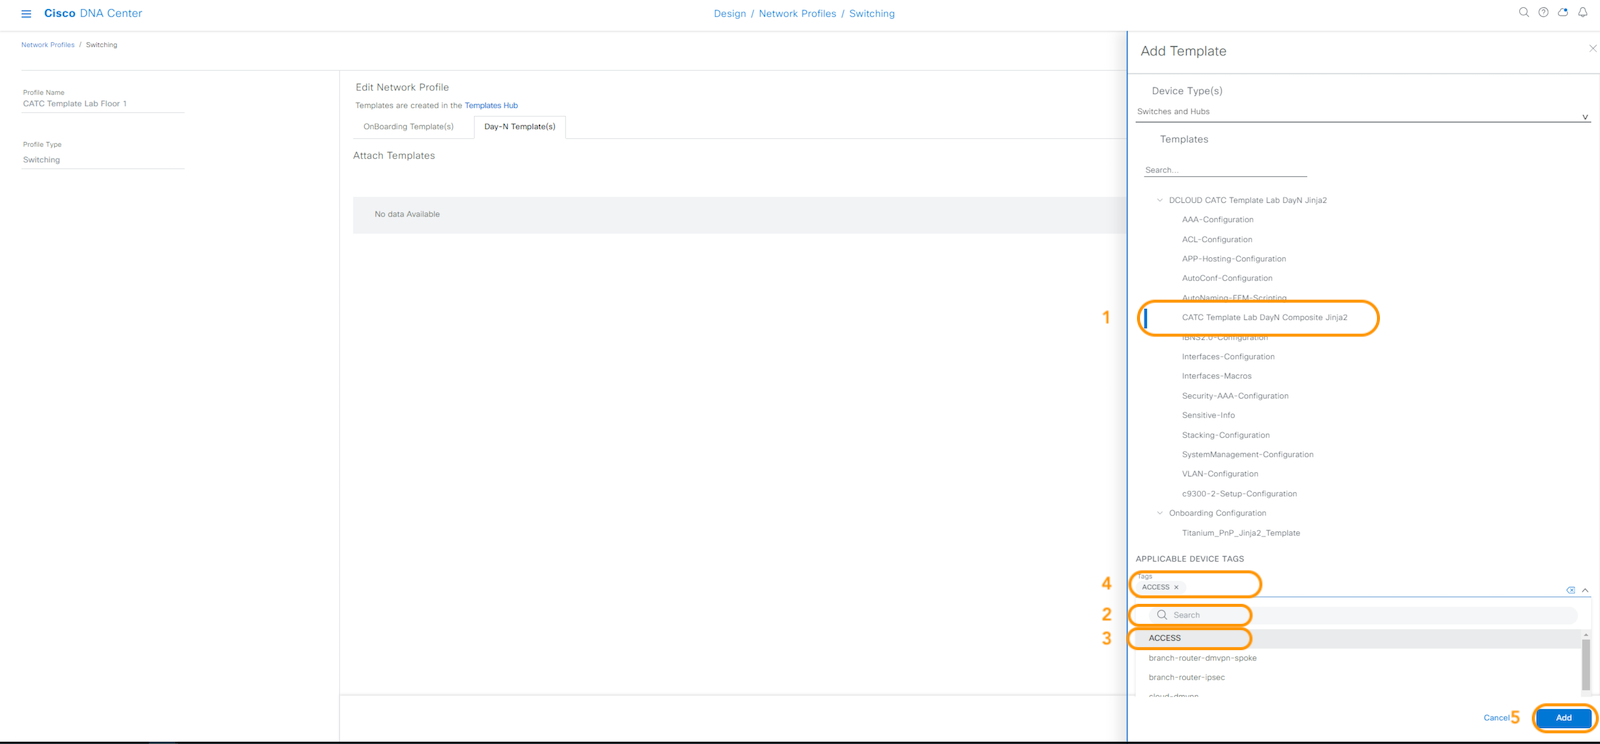 Cisco DNA Center
Design / Network Profiles / Switching
Network Profiles / Switching
Profile Name
CATC Template Lab Floor 1
Profile Type
Switching
Edit Network Profile
Templates are created in the Templates Hub
OnBoarding Template(s)
Day-N Template(s)
Attach Templates
No data Available
Add Template
Device Type(s)
Switches and Hubs
Templates
Search...
DCLOUD CATC Template Lab DayN Jinja2
AAA-Configuration
ACL-Configuration
APP-Hosting-Configuration
AutoConf-Configuration
AutoNaming-EEM-Scripting
1
CATC Template Lab DayN Composite Jinja2
IBNS2.0-Configuration
Interfaces-Configuration
Interfaces-Macros
Security-AAA-Configuration
Sensitive-Info
Stacking-Configuration
SystemManagement-Configuration
VLAN-Configuration
c9300-2-Setup-Configuration
Onboarding Configuration
Titanium_PnP_Jinja2_Template
APPLICABLE DEVICE TAGS
Tags
4
ACCESS ×
2
Search
3
ACCESS
branch-router-dmvpn-spoke
branch-router-ipsec
cloud-dmvpn
Cancel
5
Add